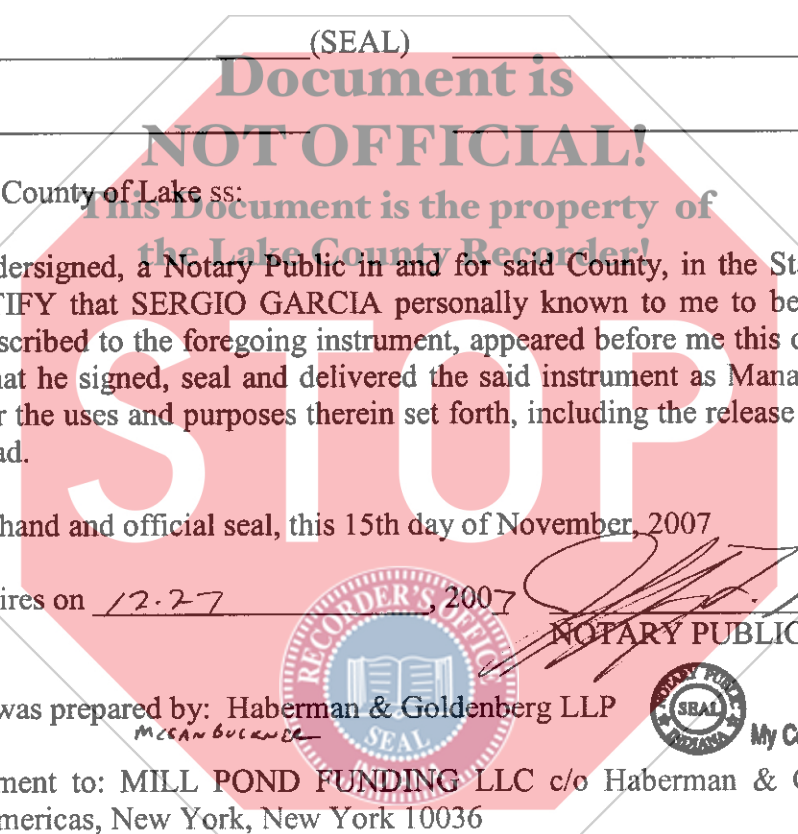 (SEAL)
Document is
NOT OFFICIAL!
County of Lake ss:
This Document is the property of
the Lake County Recorder!
dersigned, a Notary Public in and for said County, in the St
TIFY that SERGIO GARCIA personally known to me to be
scribed to the foregoing instrument, appeared before me this
hat he signed, seal and delivered the said instrument as Mana
r the uses and purposes therein set forth, including the release
ad.
STOP
hand and official seal, this 15th day of November, 2007
ires on 12.27, 2007
NOTARY PUBLIC
RECORDER'S OFFICE
SEAL
INDIANA
was prepared by: Haberman & Goldenberg LLP
NOTARY PUBLIC
SEAL
INDIANA
My C
ment to: MILL POND FUNDING LLC c/o Haberman &
mericas, New York, New York 10036